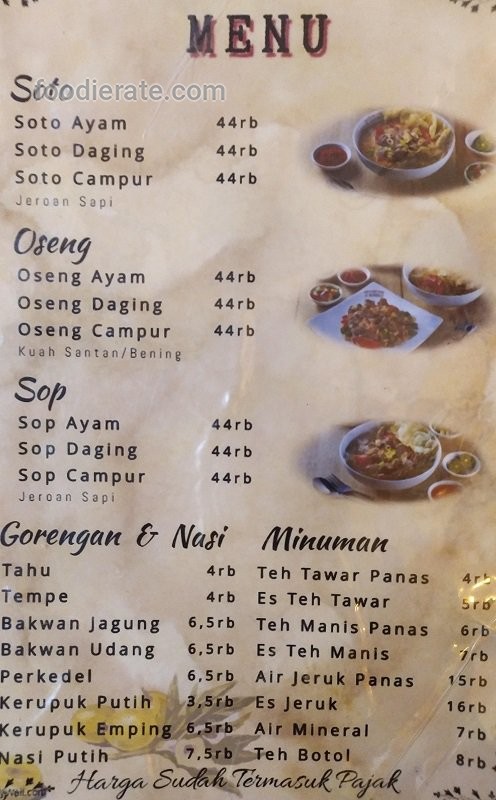 MENU
foodierate.com
Soto
Soto Ayam 44rb
Soto Daging 44rb
Soto Campur 44rb
Jeroan Sapi
Oseng
Oseng Ayam 44rb
Oseng Daging 44rb
Oseng Campur 44rb
Kuah Santan/Bening
Sop
Sop Ayam 44rb
Sop Daging 44rb
Sop Campur 44rb
Jeroan Sapi
Gorengan & Nasi
Tahu 4rb
Tempe 4rb
Bakwan Jagung 6,5rb
Bakwan Udang 6,5rb
Perkedel 6,5rb
Kerupuk Putih 3,5rb
Kerupuk Emping 6,5rb
Nasi Putih 7,5rb
Minuman
Teh Tawar Panas 4rb
Es Teh Tawar 5rb
Teh Manis Panas 6rb
Es Teh Manis 7rb
Air Jeruk Panas 15rb
Es Jeruk 16rb
Air Mineral 7rb
Teh Botol 8rb
Harga Sudah Termasuk Pajak